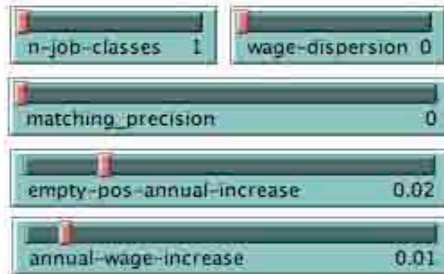 n-job-classes 1
wage-dispersion 0
matching_precision 0
empty-pos-annual-increase 0.02
annual-wage-increase 0.01